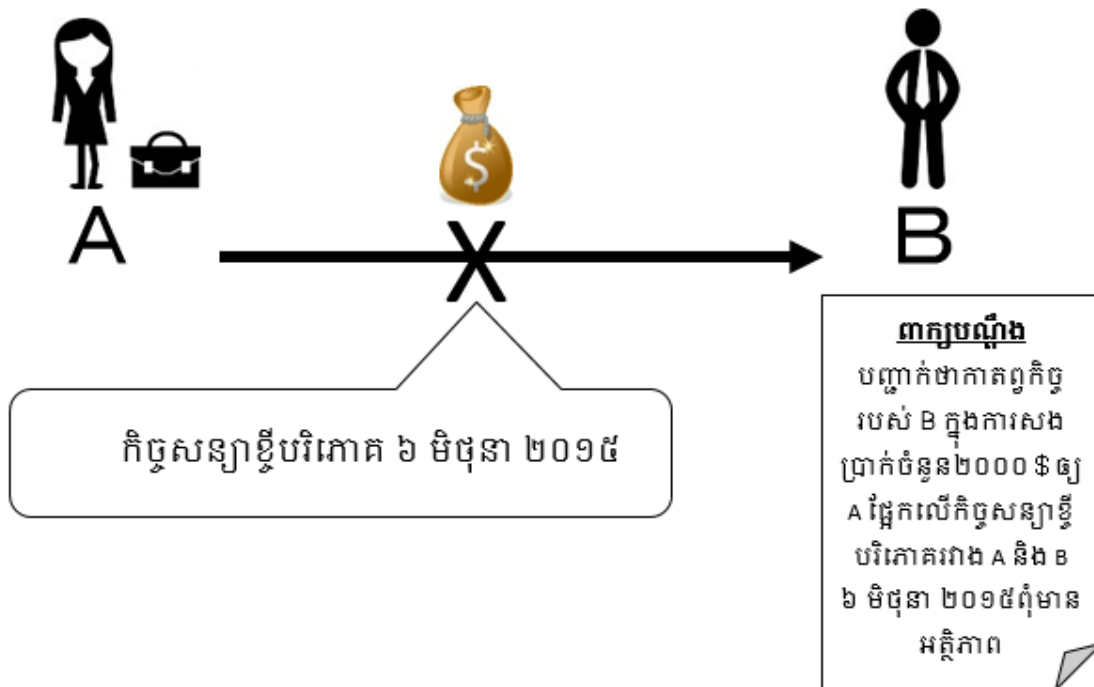 $
A
X
B
កិច្ចសន្យាខ្ចីបរិភោគ ៦ មិថុនា ២០១៥
ពាក្យបណ្តឹង
បញ្ជាក់ថាកាតព្វកិច្ច
របស់ B ក្នុងការសង
ប្រាក់ចំនួន២០០០ $ ឲ្យ
A ផ្អែកលើកិច្ចសន្យាខ្ចី
បរិភោគរវាង A និង B
៦ មិថុនា ២០១៥ពុំមាន
អត្ថិភាព